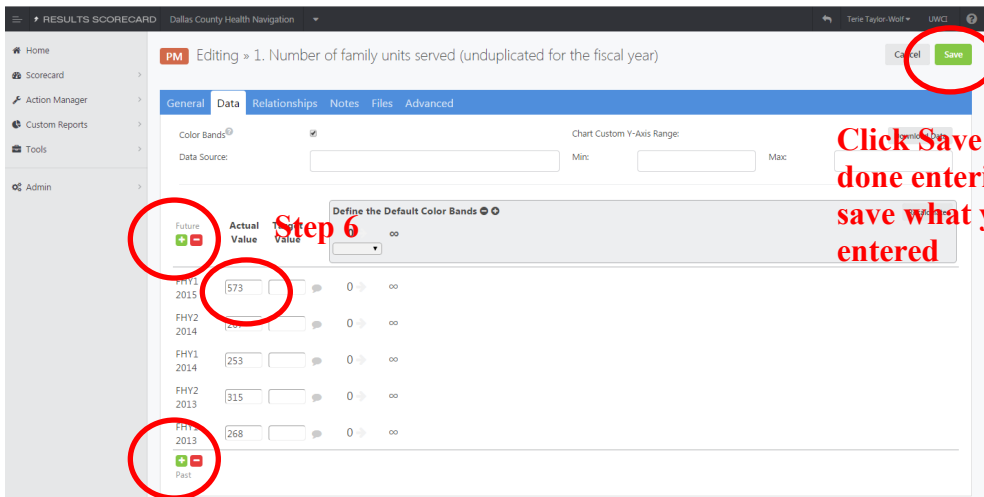 RESULTS SCORECARD Dallas County Health Navigation Terie Taylor-Wolf UWCI
Home
Scorecard
Action Manager
Custom Reports
Tools
Admin
PM Editing » 1. Number of family units served (unduplicated for the fiscal year)
Cancel Save
General Data Relationships Notes Files Advanced
Color Bands Chart Custom Y-Axis Range: Download Data
Data Source: Min: Max:
Click Save
done enteri
save what y
entered
Define the Default Color Bands
Future Actual Value Target Value
Step 6
∞
FHY1 2015 573 0 ∞
FHY2 2014 0 ∞
FHY1 2014 253 0 ∞
FHY2 2013 315 0 ∞
FHY1 2013 268 0 ∞
Past